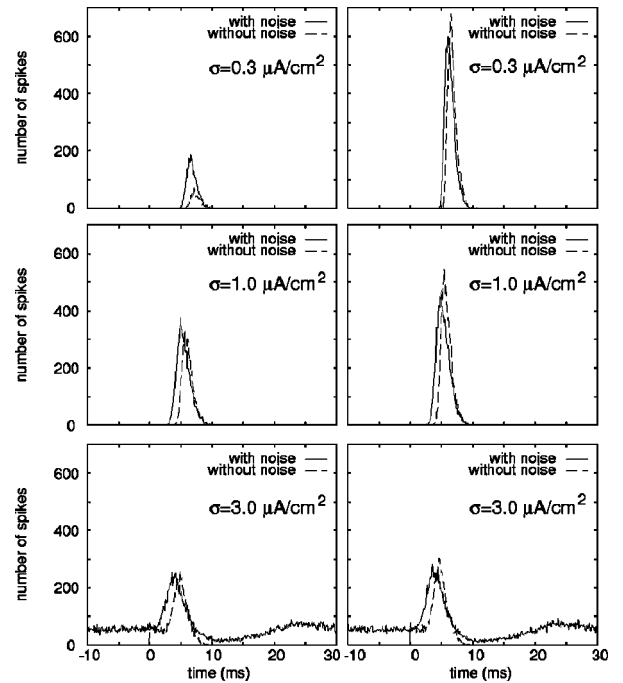 600
400
200
0
number of spikes
with noise
without noise
σ=0.3 μA/cm2
with noise
without noise
σ=0.3 μA/cm2
600
400
200
0
number of spikes
with noise
without noise
σ=1.0 μA/cm2
with noise
without noise
σ=1.0 μA/cm2
600
400
200
0
number of spikes
with noise
without noise
σ=3.0 μA/cm2
with noise
without noise
σ=3.0 μA/cm2
-10 0 10 20 30
-10 0 10 20 30
time (ms)
time (ms)